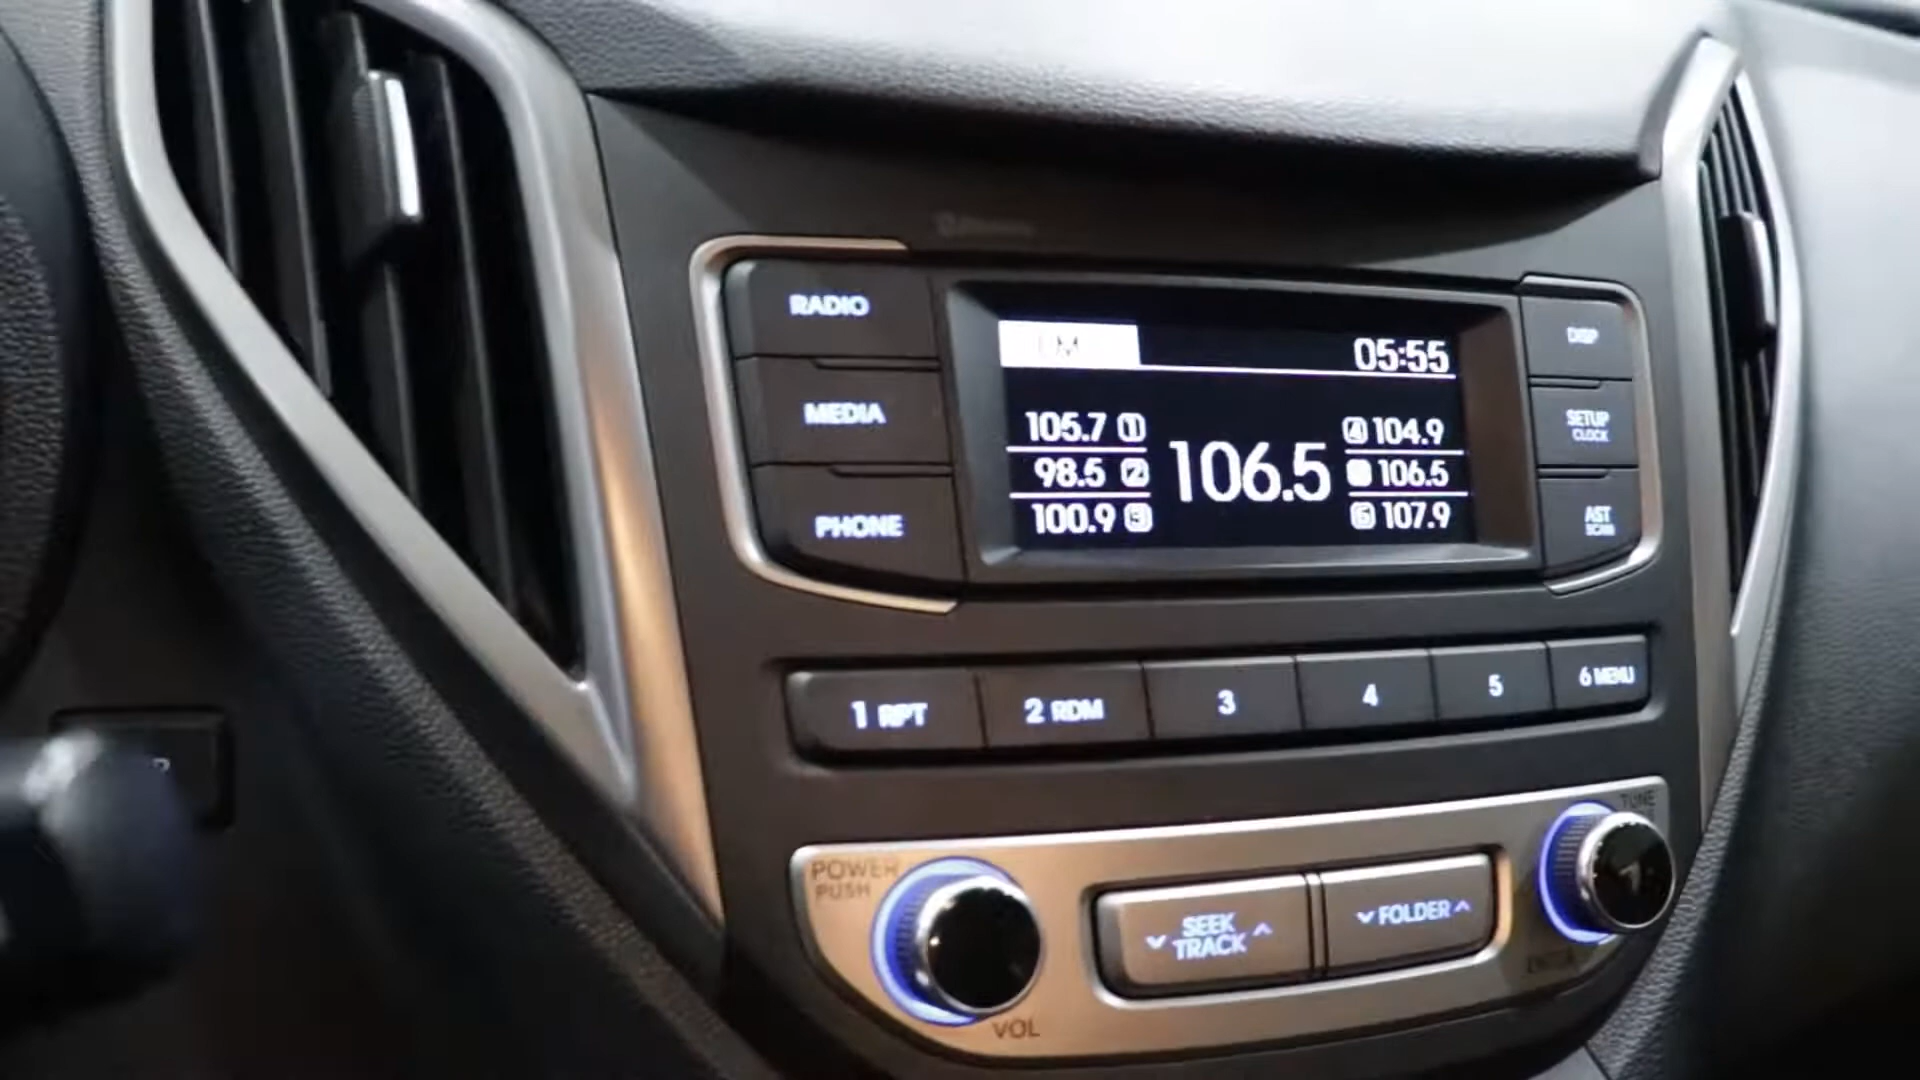 RADIO
MEDIA
PHONE
05:55
105.7 1
98.5 2
100.9 3
106.5
4 104.9
106.5
6 107.9
DISP
SETUP
CLOCK
AST
SCAN
1 RPT
2 RDM
3
4
5
6 MENU
POWER
PUSH
VOL
SEEK
TRACK
FOLDER
TUNE
ENTER